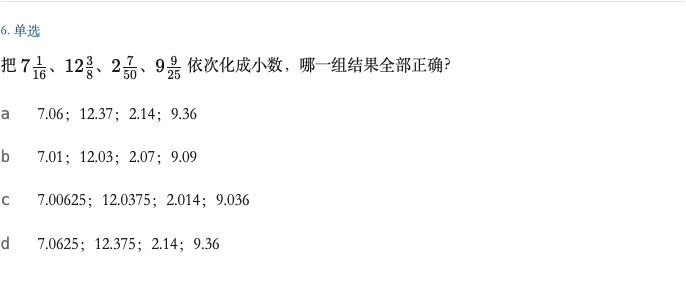 6. 单选
把 7 1/16、12 3/8、2 7/50、9 9/25 依次化成小数，哪一组结果全部正确?
a 7.06；12.37；2.14；9.36
b 7.01；12.03；2.07；9.09
c 7.00625；12.0375；2.014；9.036
d 7.0625；12.375；2.14；9.36